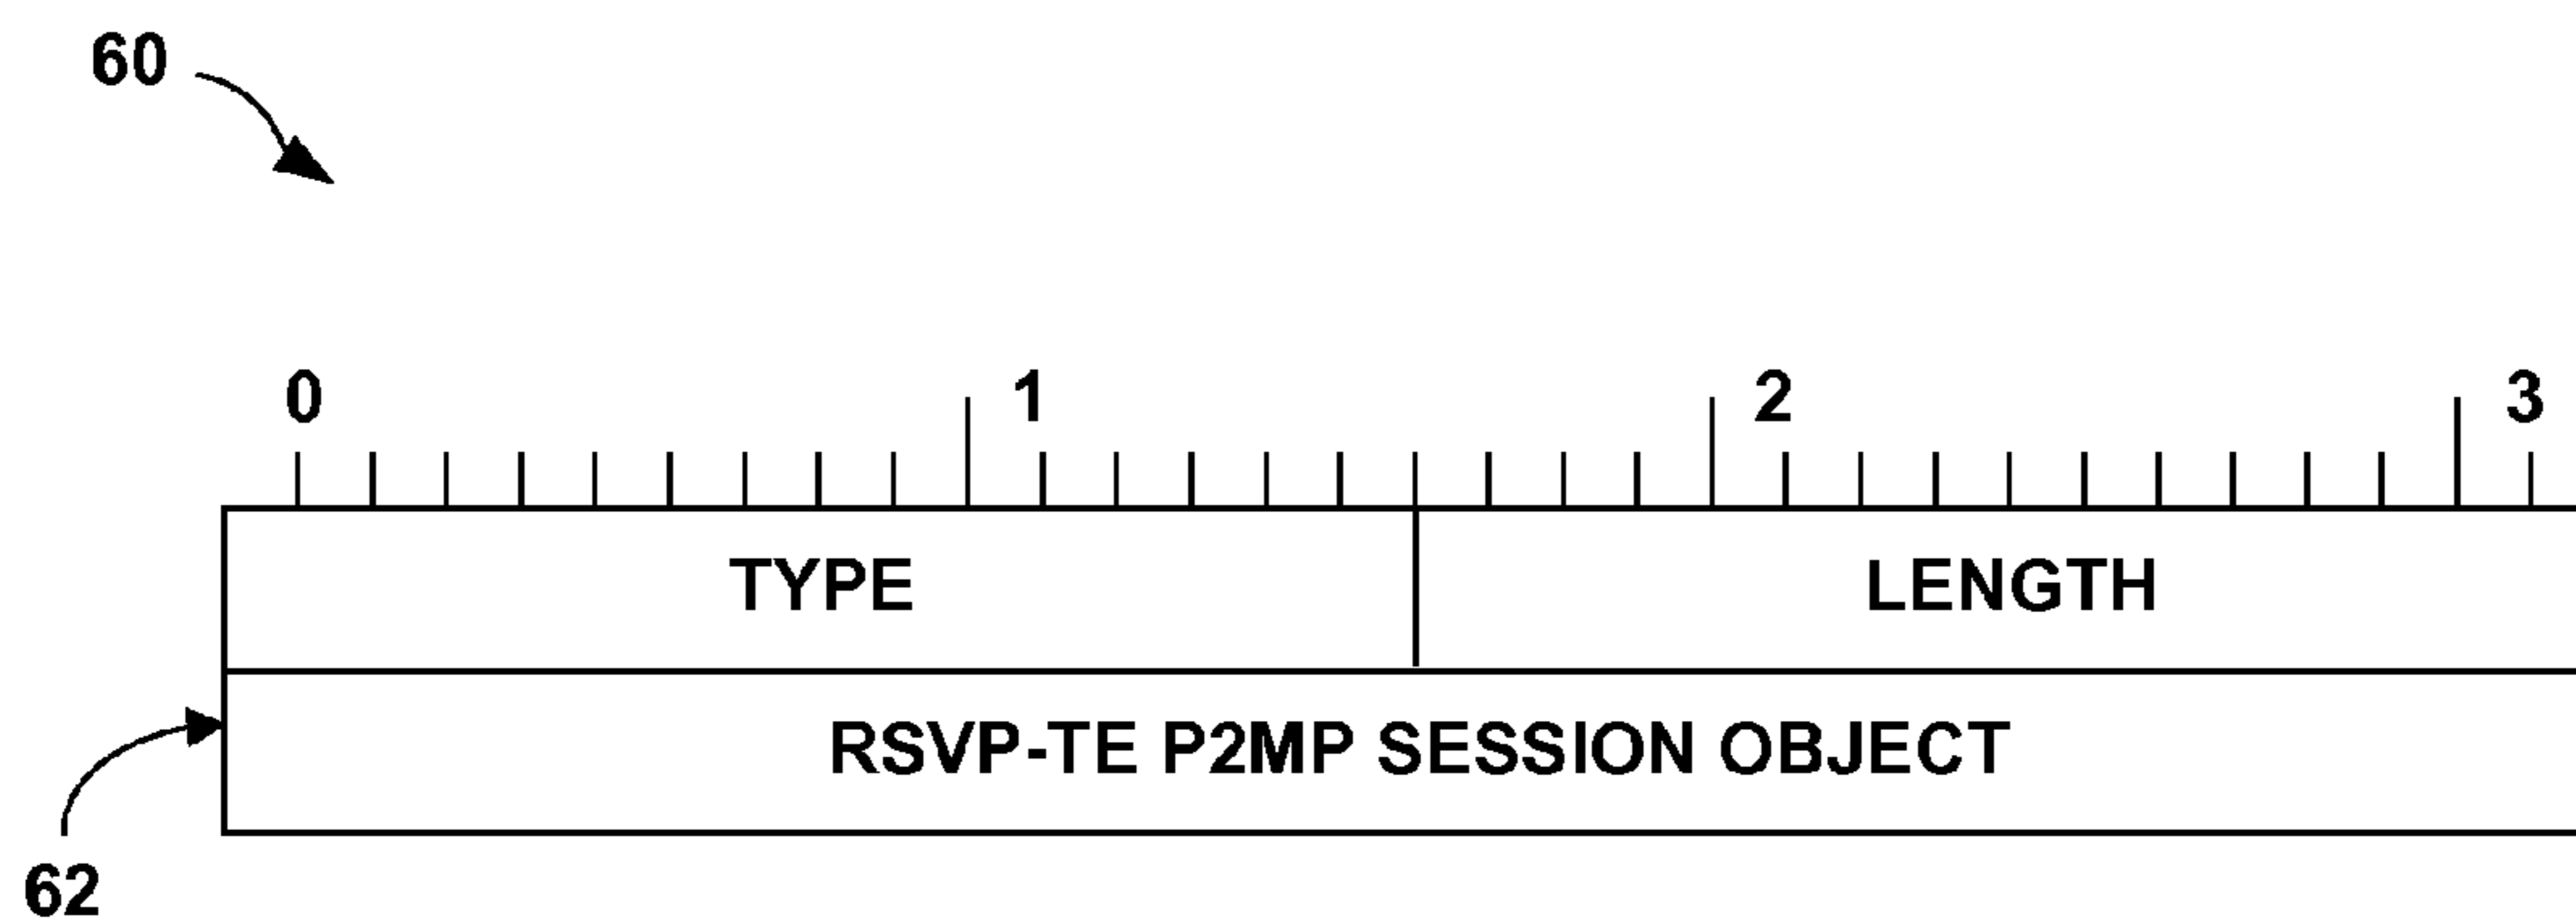 60
0 1 2 3
TYPE LENGTH
RSVP-TE P2MP SESSION OBJECT
62